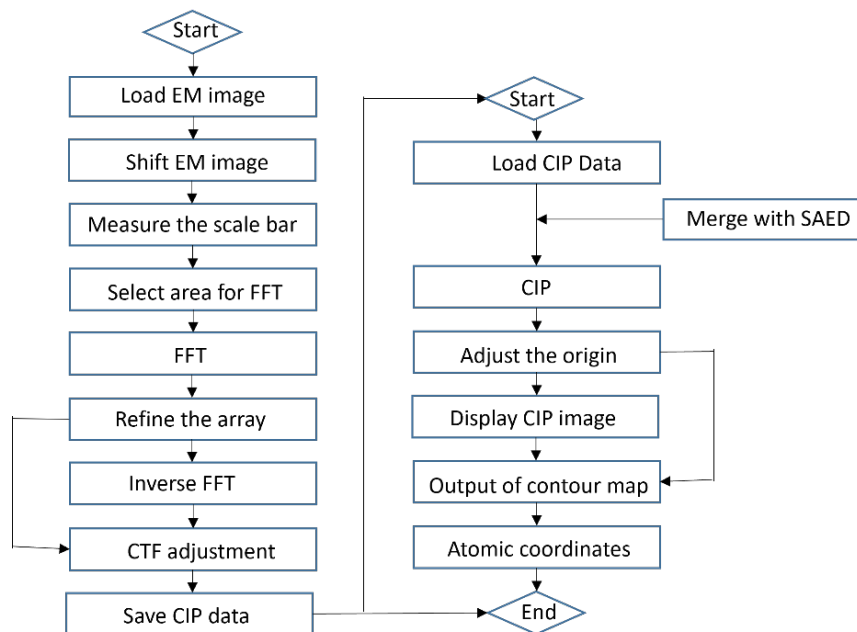 Start
Load EM image
Shift EM image
Measure the scale bar
Select area for FFT
FFT
Refine the array
Inverse FFT
CTF adjustment
Save CIP data
Start
Load CIP Data
Merge with SAED
CIP
Adjust the origin
Display CIP image
Output of contour map
Atomic coordinates
End